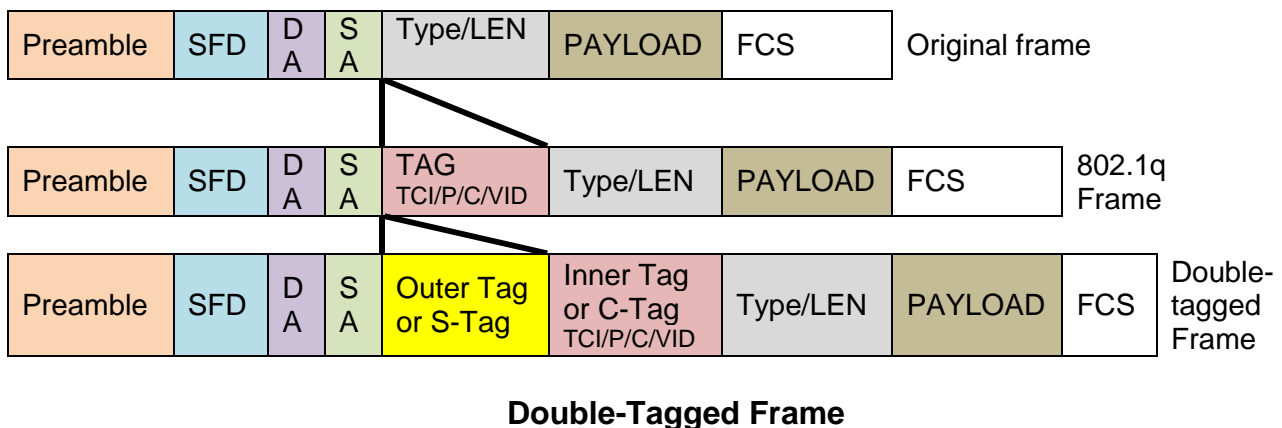 Preamble SFD D A S A Type/LEN PAYLOAD FCS Original frame
Preamble SFD D A S A TAG TCI/P/C/VID Type/LEN PAYLOAD FCS 802.1q Frame
Preamble SFD D A S A Outer Tag or S-Tag Inner Tag or C-Tag TCI/P/C/VID Type/LEN PAYLOAD FCS Double-tagged Frame
Double-Tagged Frame